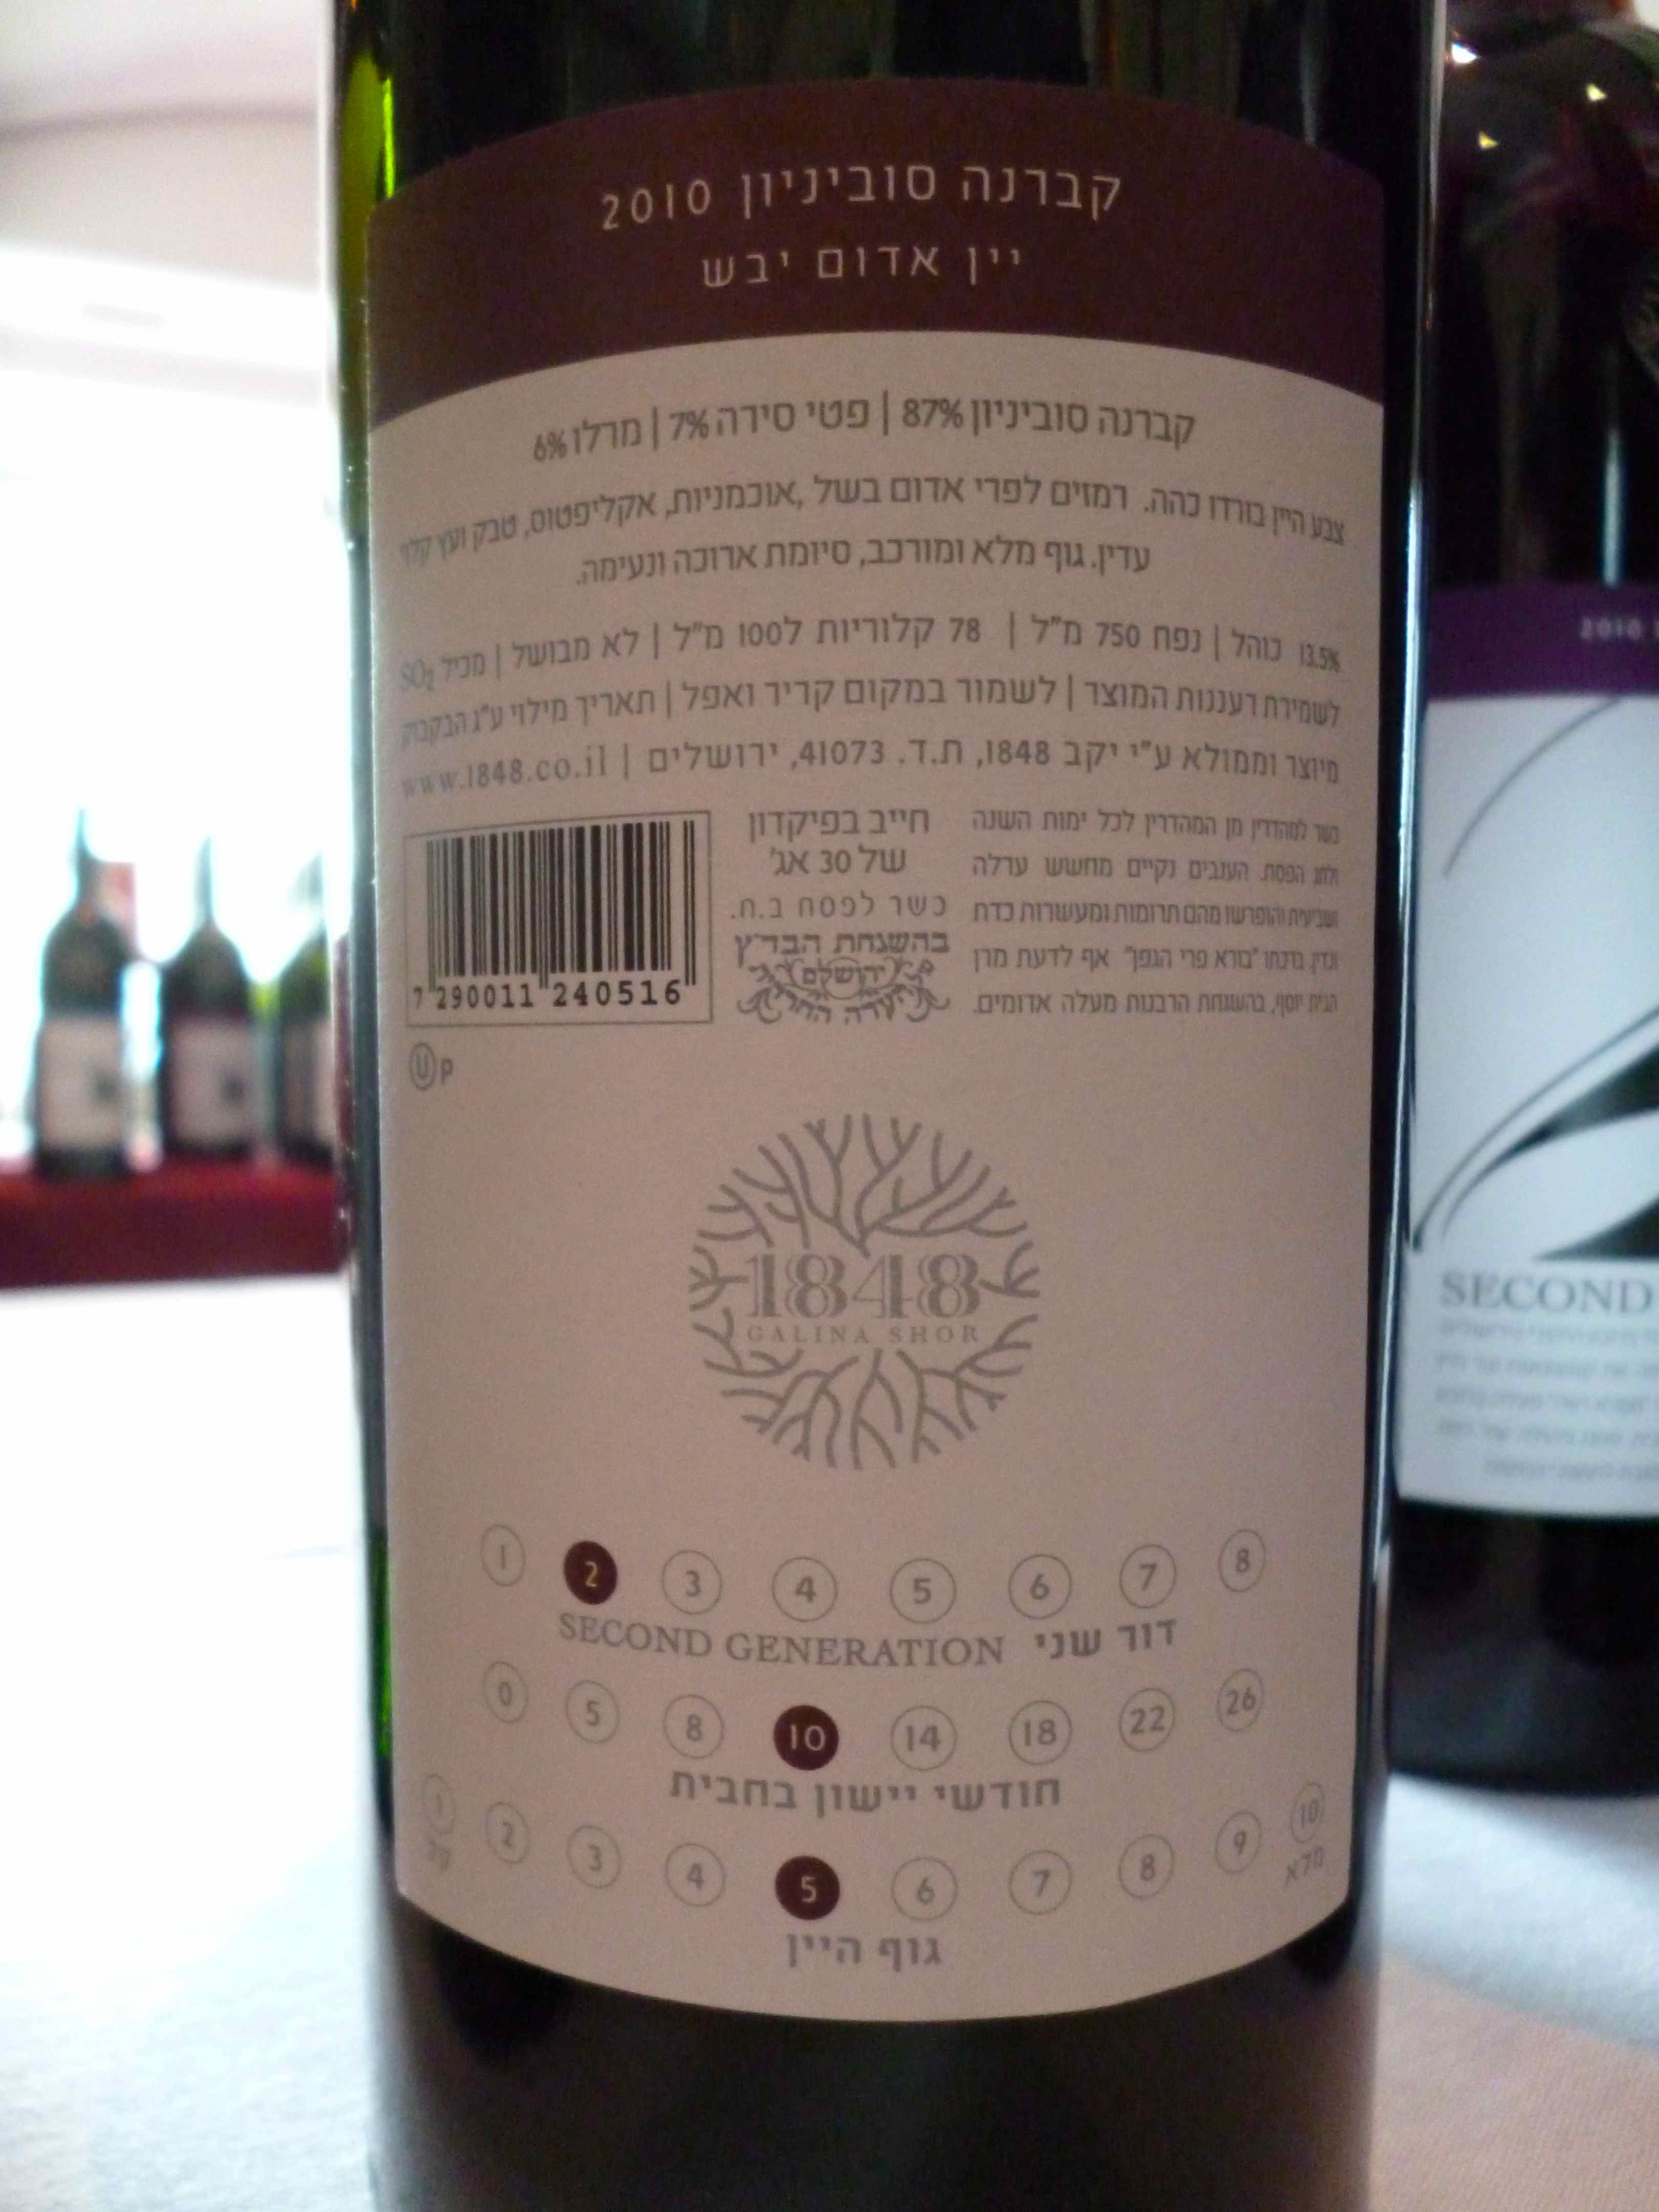 קברנה סוביניון 2010
יין אדום יבש
קברנה סוביניון 87% | פטי סירה 7% | מרלו 6%
צבע היין בורדו כהה. רמזים לפרי אדום בשל ,אוכמניות, אקליפטוס, טבק ועץ קלוי
עדין. גוף מלא ומורכב, סיומת ארוכה ונעימה.
13.5% כוהל | נפח 750 מ"ל | 78 קלוריות ל100 מ"ל | לא מבושל | מכיל SO₂
לשמירת רעננות המוצר | לשמור במקום קריר ואפל | תאריך מילוי ע"ג הבקבוק
מיוצר וממולא ע"י יקב 1848, ת.ד. 41073, ירושלים | www.1848.co.il
כשר למהדרין מן המהדרין לכל ימות השנה
ולחג הפסח. הענבים נקיים מחשש ערלה
ושביעית והופרשו מהם תרומות ומעשרות כדת
וכדין. ברכתו "בורא פרי הגפן" אף לדעת מרן
הבית יוסף, בהשגחת הרבנות מעלה אדומים.
חייב בפיקדון
של 30 אג'
כשר לפסח ב.ח.
בהשגחת הבד"ץ
ירושלם
7 290011 240516
U P
1848
GALINA SHOR
1 2 3 4 5 6 7 8
SECOND GENERATION דור שני
0 5 8 10 14 18 22 26
חודשי יישון בחבית
1 2 3 4 5 6 7 8 9 10
קל מלא
גוף היין
2010
SECOND